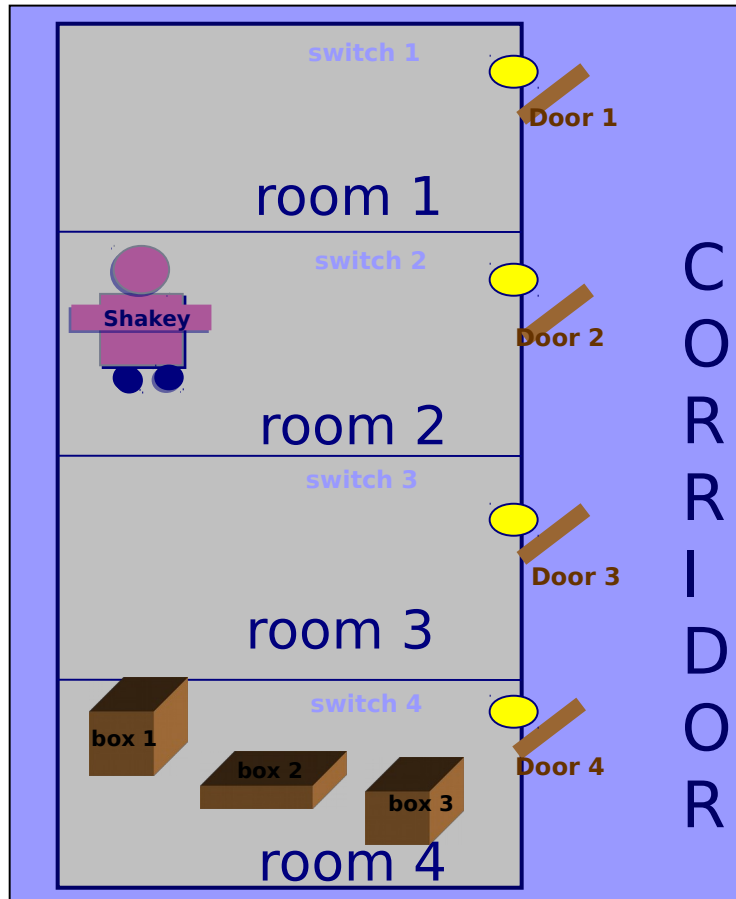 switch 1
Door 1
room 1
switch 2
Shakey
Door 2
room 2
switch 3
Door 3
room 3
switch 4
box 1
box 2
Door 4
box 3
room 4
C
O
R
R
I
D
O
R